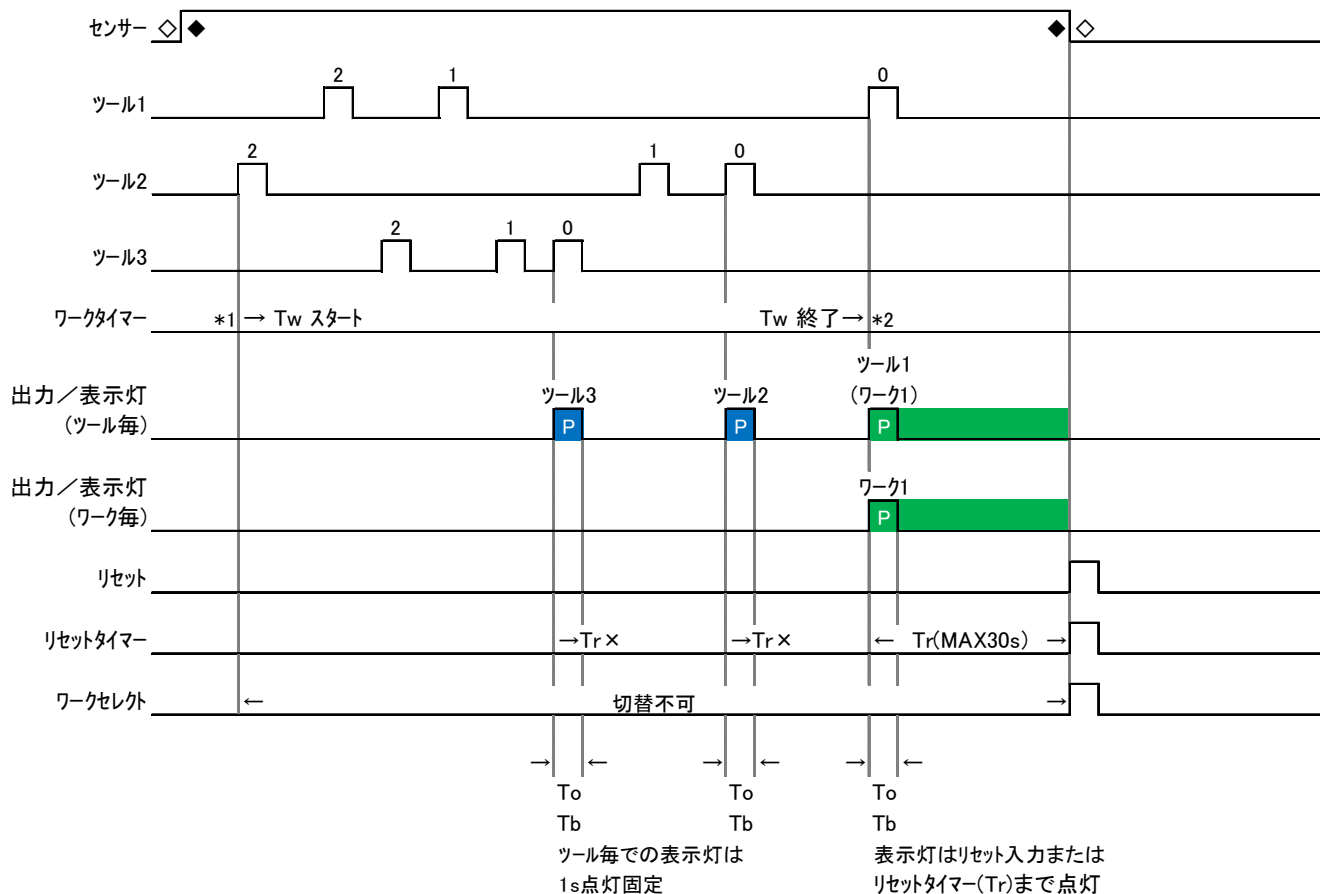 センサー ◇ ◆ ◆ ◇
2 1 0
ツール1
2 1 0
ツール2
2 1 0
ツール3
ワークタイマー *1 → Tw スタート Tw 終了→ *2
ツール1
出力／表示灯 ツール3 ツール2 (ワーク1)
(ツール毎) P P P
出力／表示灯 ワーク1
(ワーク毎) P
リセット
リセットタイマー →Tr× →Tr× ← Tr(MAX30s) →
ワークセレクト ← 切替不可 →
→ ← → ← → ←
To To To
Tb Tb Tb
ツール毎での表示灯は 表示灯はリセット入力または
1s点灯固定 リセットタイマー(Tr)まで点灯